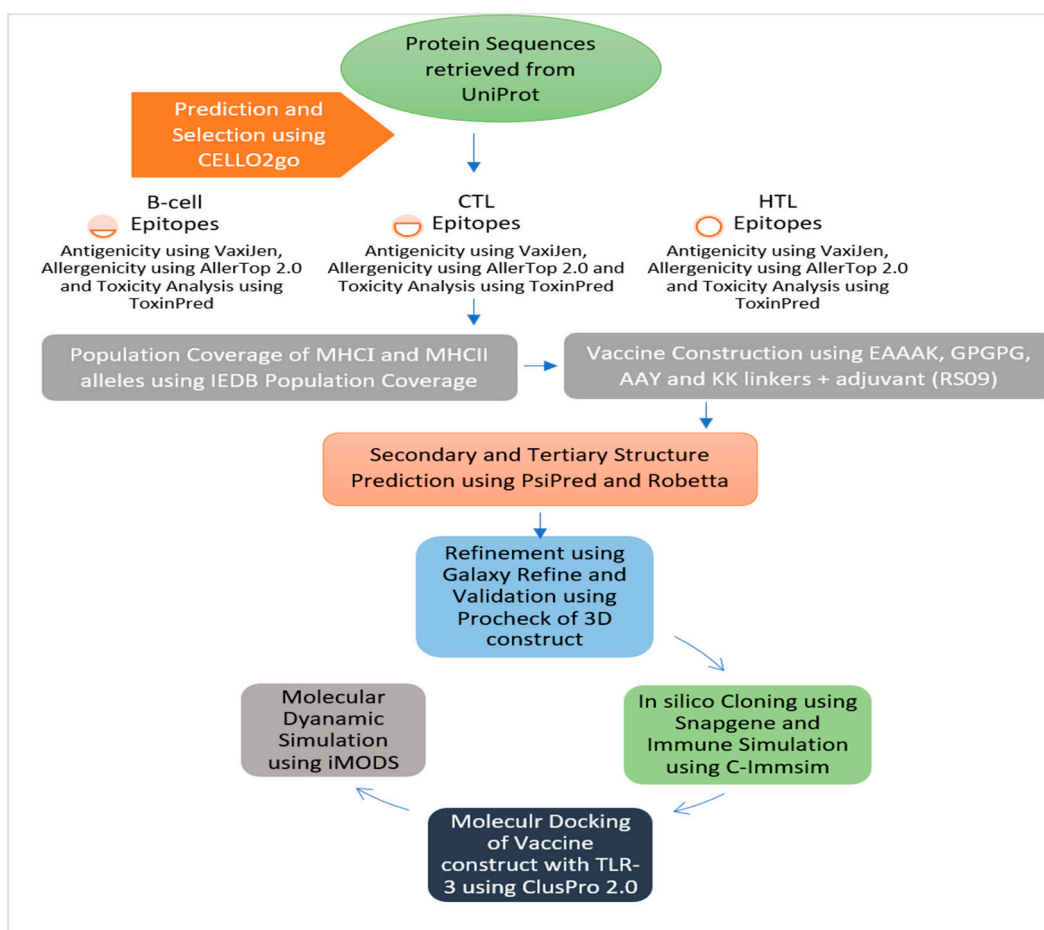 Protein Sequences
retrieved from
UniProt
Prediction and
Selection using
CELLO2go
B-cell
Epitopes
Antigenicity using VaxiJen,
Allergenicity using AllerTop 2.0
and Toxicity Analysis using
ToxinPred
CTL
Epitopes
Antigenicity using VaxiJen,
Allergenicity using AllerTop 2.0 and
Toxicity Analysis using ToxinPred
HTL
Epitopes
Antigenicity using VaxiJen,
Allergenicity using AllerTop 2.0
and Toxicity Analysis using
ToxinPred
Population Coverage of MHCI and MHCII
alleles using IEDB Population Coverage
Vaccine Construction using EAAAK, GPGPG,
AAY and KK linkers + adjuvant (RS09)
Secondary and Tertiary Structure
Prediction using PsiPred and Robetta
Refinement using
Galaxy Refine and
Validation using
Procheck of 3D
construct
In silico Cloning using
Snapgene and
Immune Simulation
using C-Immsim
Moleculr Docking
of Vaccine
construct with TLR-
3 using ClusPro 2.0
Molecular
Dyanamic
Simulation
using iMODS